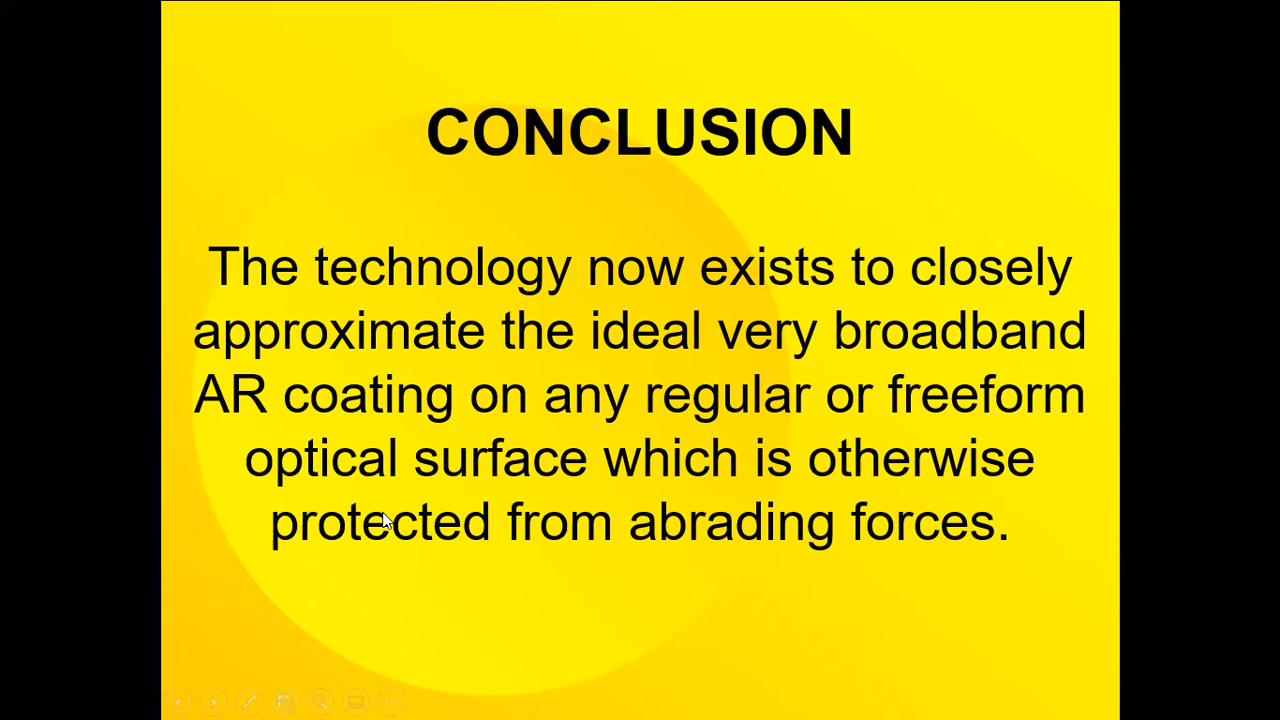 CONCLUSION
The technology now exists to closely
approximate the ideal very broadband
AR coating on any regular or freeform
optical surface which is otherwise
protected from abrading forces.